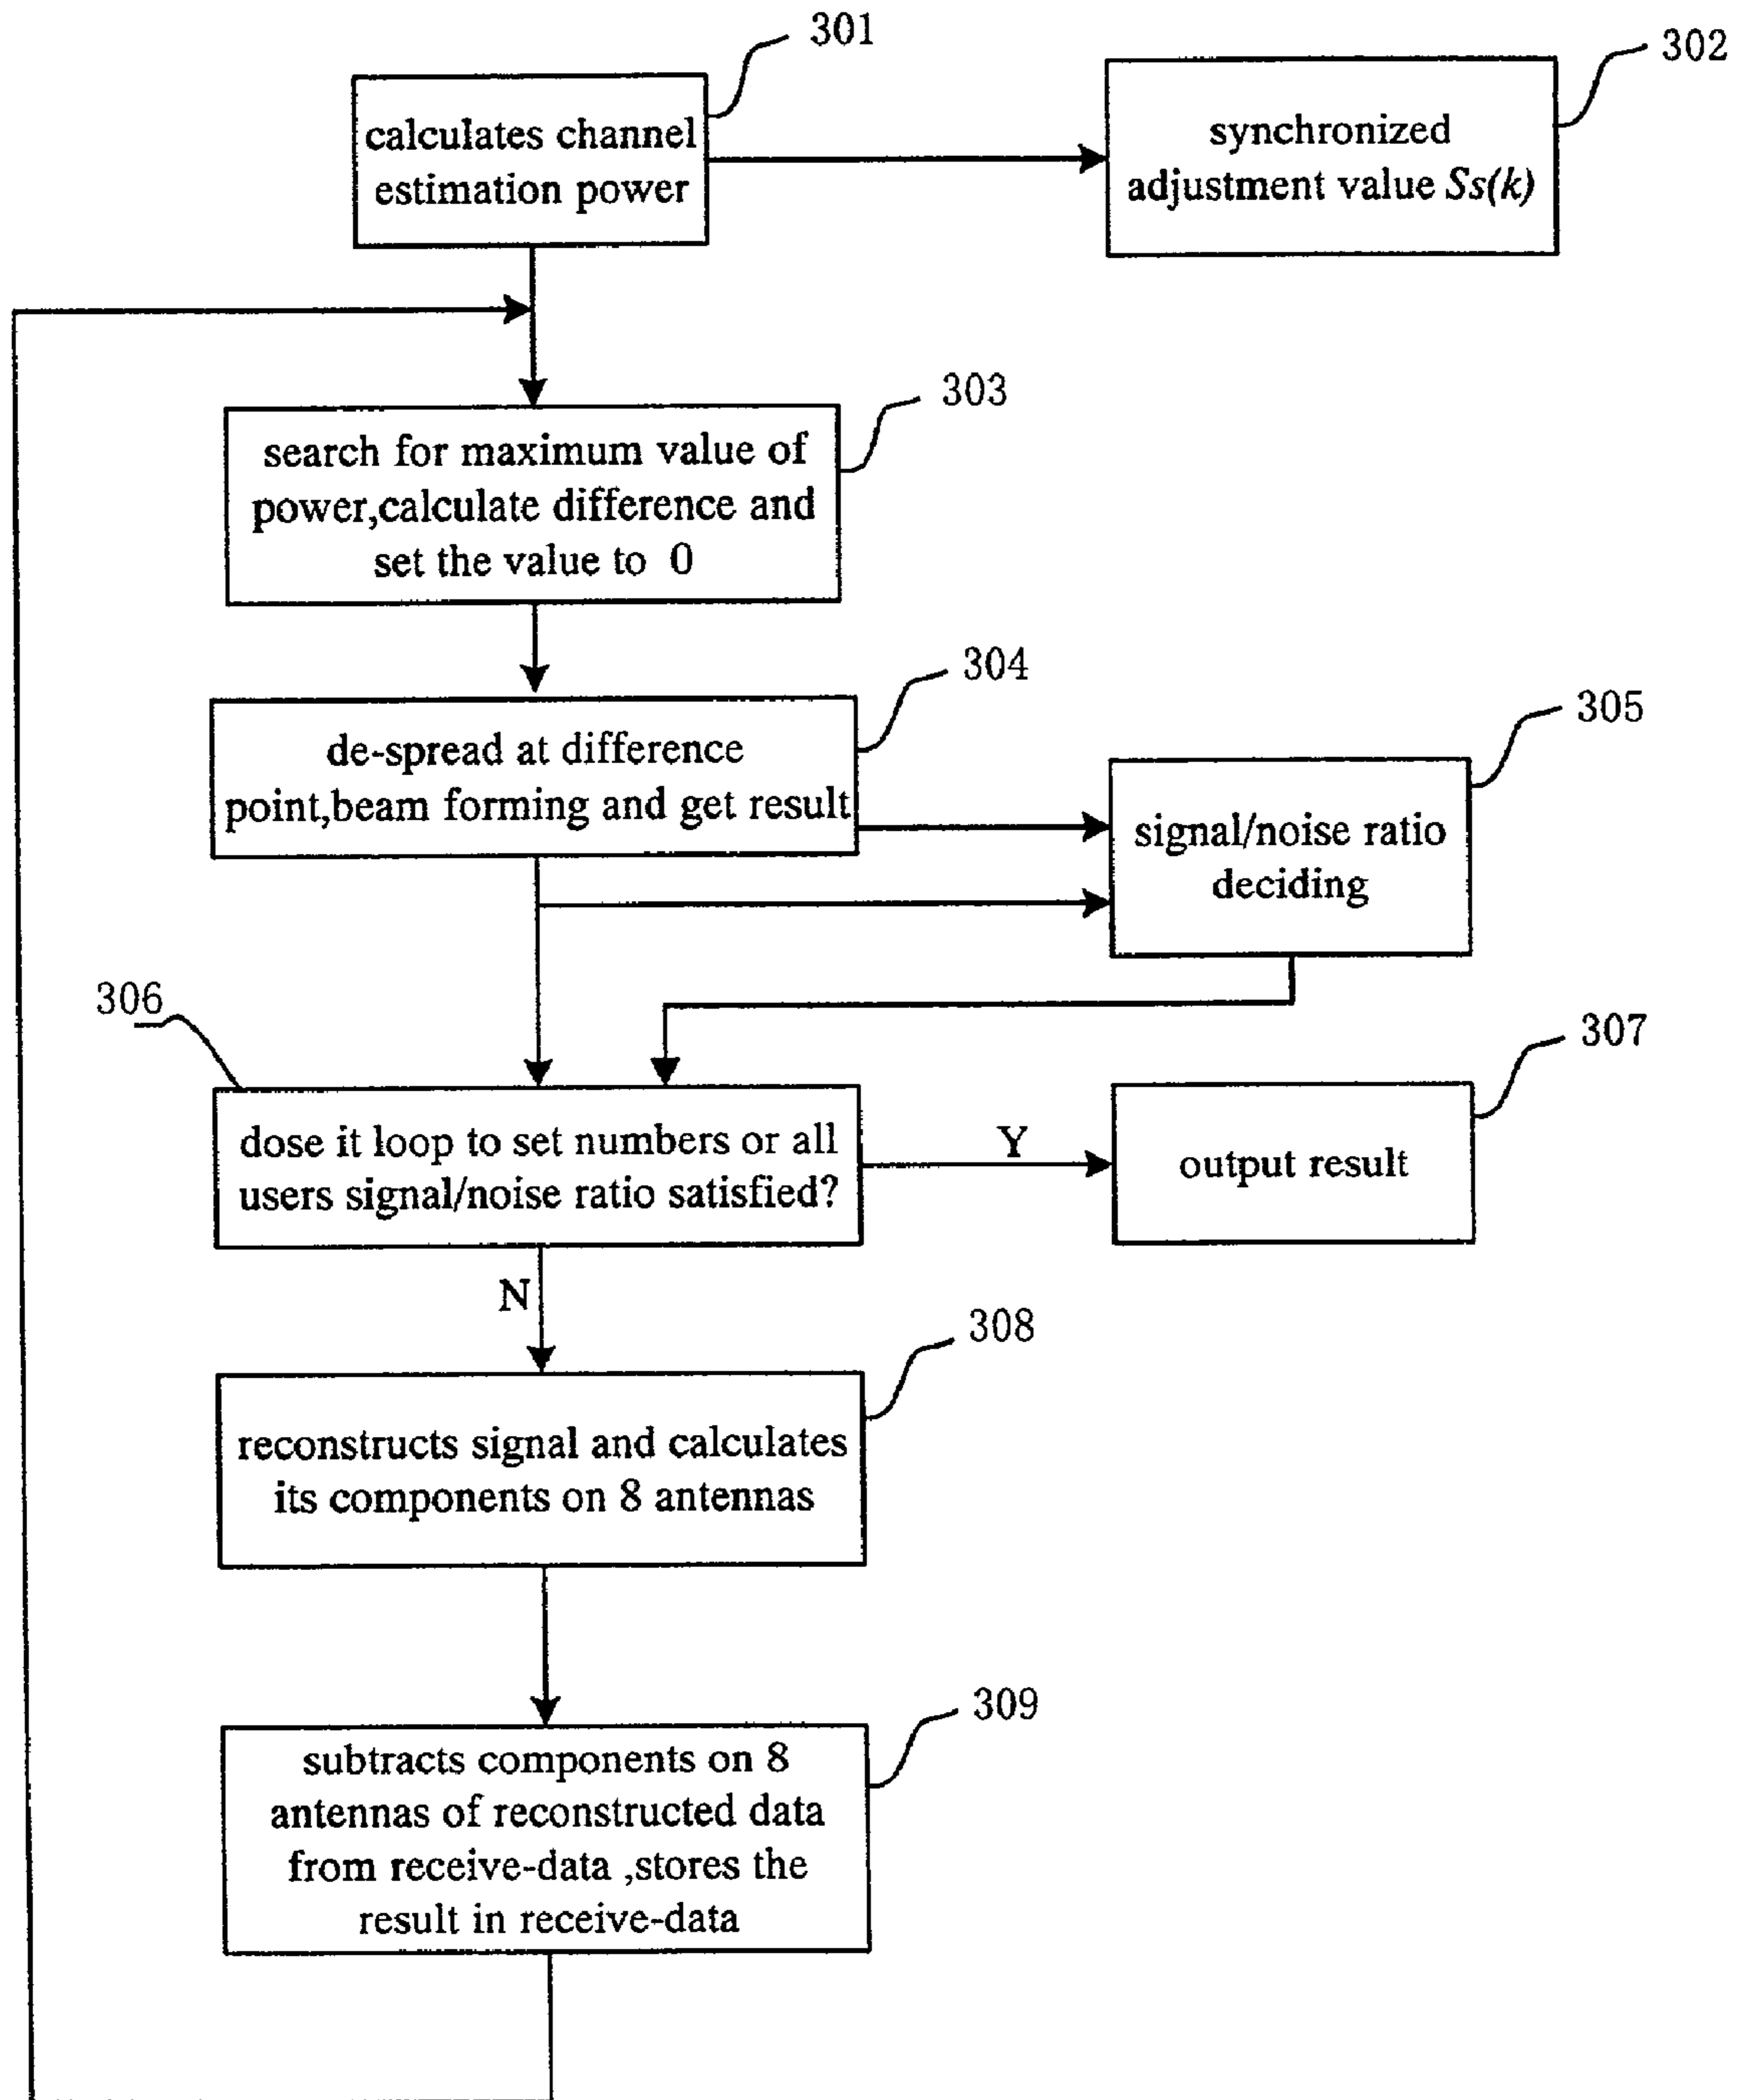 301
302
calculates channel
estimation power
synchronized
adjustment value Ss(k)
303
search for maximum value of
power,calculate difference and
set the value to 0
304
de-spread at difference
point,beam forming and get result
305
signal/noise ratio
deciding
306
307
dose it loop to set numbers or all
users signal/noise ratio satisfied?
Y
output result
N
308
reconstructs signal and calculates
its components on 8 antennas
309
subtracts components on 8
antennas of reconstructed data
from receive-data ,stores the
result in receive-data